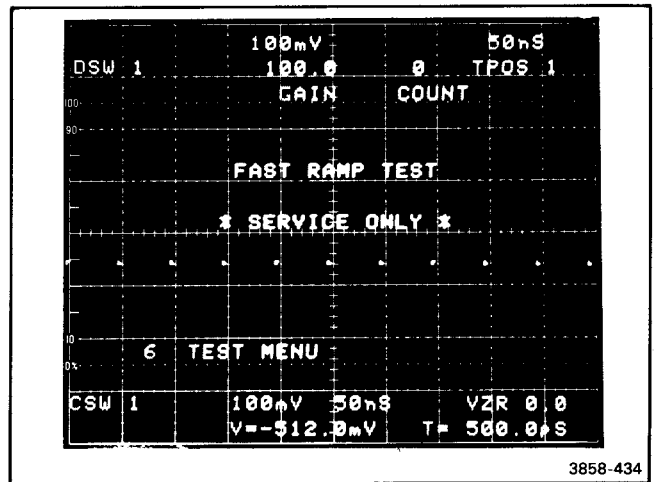 100mV 50nS
DSW 1 100.0 0 TPOS 1
GAIN COUNT
100
90
FAST RAMP TEST
* SERVICE ONLY *
10
6 TEST MENU
0%
CSW 1 100mV 50nS VZR 0.0
V=-512.0mV T= 500.0pS
3858-434